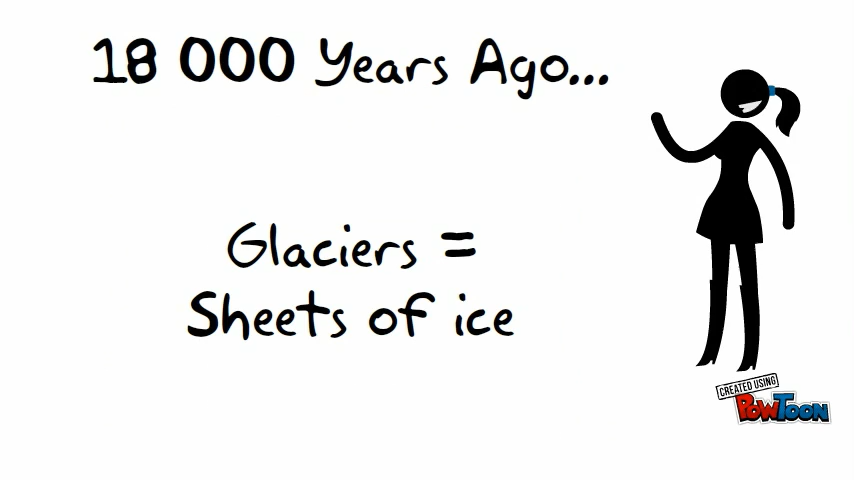 18 000 Years Ago...
Glaciers =
Sheets of ice
CREATED USING
POWTOON